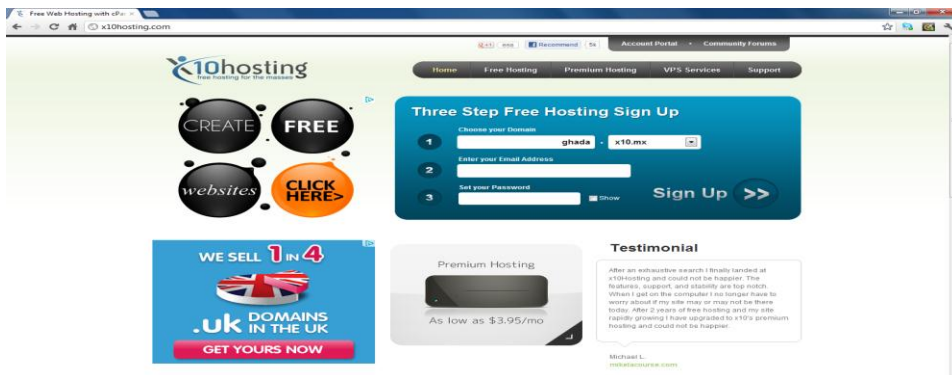 Free Web Hosting with cPan
x10hosting.com
Recommend 5k
Account Portal • Community Forums
x10hosting
free hosting for the masses
Home Free Hosting Premium Hosting VPS Services Support
CREATE FREE
websites CLICK HERE>
Three Step Free Hosting Sign Up
Choose your Domain
1 ghada . x10.mx
Enter your Email Address
2
Set your Password
3 Show
Sign Up >>
WE SELL 1 IN 4
.uk DOMAINS IN THE UK
GET YOURS NOW
Premium Hosting
As low as $3.95/mo
Testimonial
After an exhaustive search I finally landed at
x10Hosting and could not be happier. The
features, support, and stability are top notch.
When I get on the computer I no longer have to
worry about if my site may or may not be there
today. After 2 years of free hosting and my site
rapidly growing I have upgraded to x10's premium
hosting and could not be happier.
Michael L.